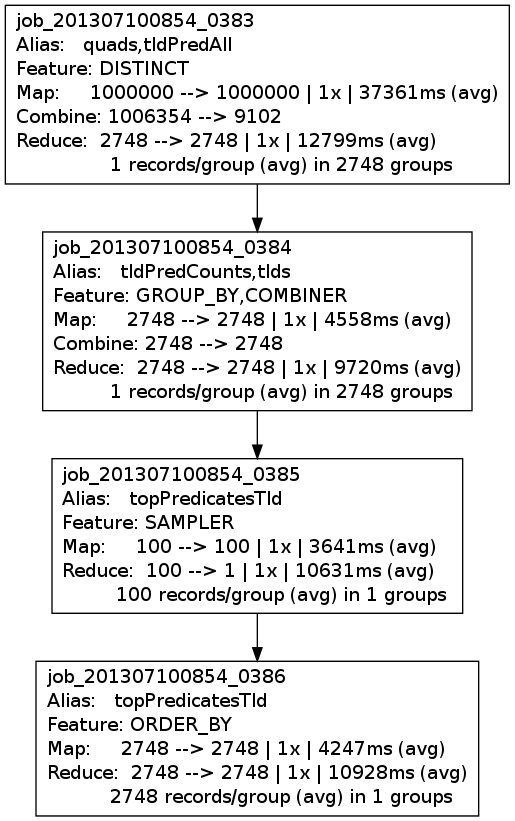 job_201307100854_0383
Alias: quads,tldPredAll
Feature: DISTINCT
Map: 1000000 --> 1000000 | 1x | 37361ms (avg)
Combine: 1006354 --> 9102
Reduce: 2748 --> 2748 | 1x | 12799ms (avg)
1 records/group (avg) in 2748 groups
job_201307100854_0384
Alias: tldPredCounts,tlds
Feature: GROUP_BY,COMBINER
Map: 2748 --> 2748 | 1x | 4558ms (avg)
Combine: 2748 --> 2748
Reduce: 2748 --> 2748 | 1x | 9720ms (avg)
1 records/group (avg) in 2748 groups
job_201307100854_0385
Alias: topPredicatesTld
Feature: SAMPLER
Map: 100 --> 100 | 1x | 3641ms (avg)
Reduce: 100 --> 1 | 1x | 10631ms (avg)
100 records/group (avg) in 1 groups
job_201307100854_0386
Alias: topPredicatesTld
Feature: ORDER_BY
Map: 2748 --> 2748 | 1x | 4247ms (avg)
Reduce: 2748 --> 2748 | 1x | 10928ms (avg)
2748 records/group (avg) in 1 groups